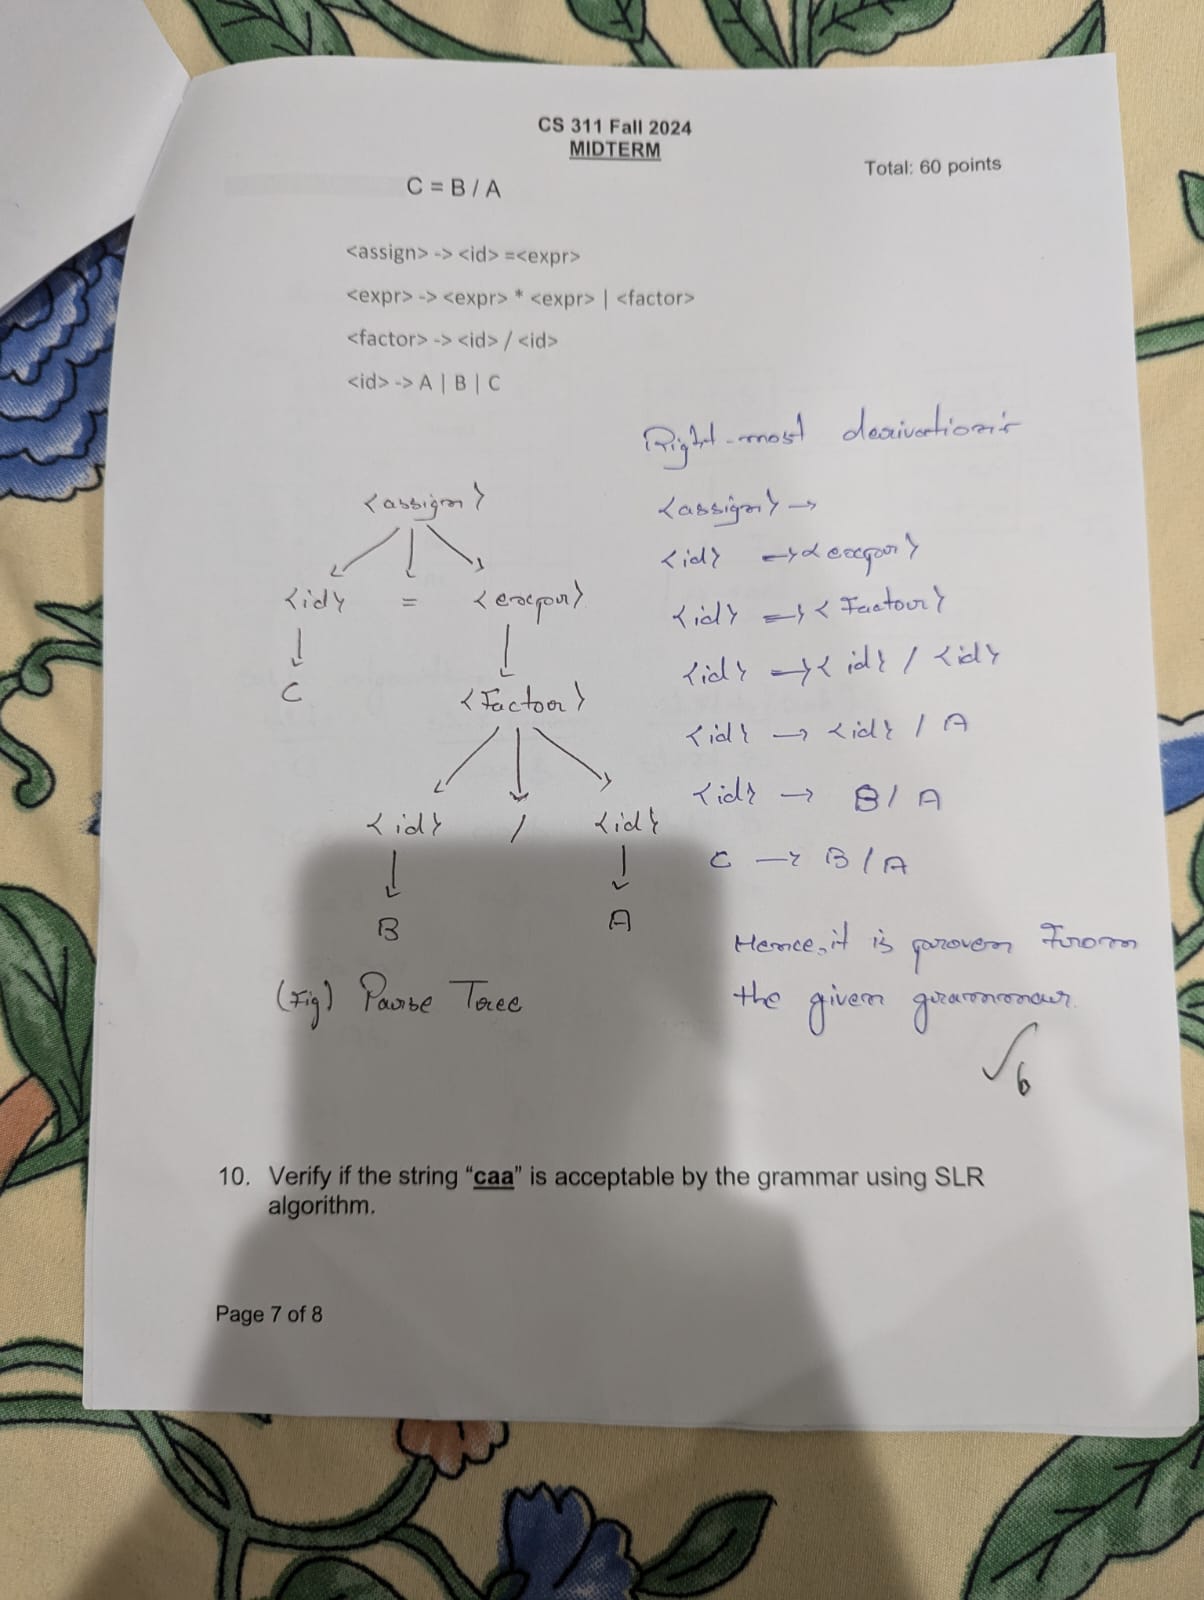 CS 311 Fall 2024
MIDTERM
Total: 60 points
C = B / A
<assign> -> <id> =<expr>
<expr> -> <expr> * <expr> | <factor>
<factor> -> <id> / <id>
<id> -> A | B | C
Right-most derivation:-
<assign> →
<id> => <expr>
<id> => <Factor>
<id> => <id> / <id>
<id> → <id> / A
<id> → B / A
C → B / A
Hence, it is proven From
the given grammar.
√6
<assign>
<id> = <expr>
C
<Factor>
<id> / <id>
B A
(Fig) Parse Tree
10. Verify if the string “caa” is acceptable by the grammar using SLR
algorithm.
Page 7 of 8